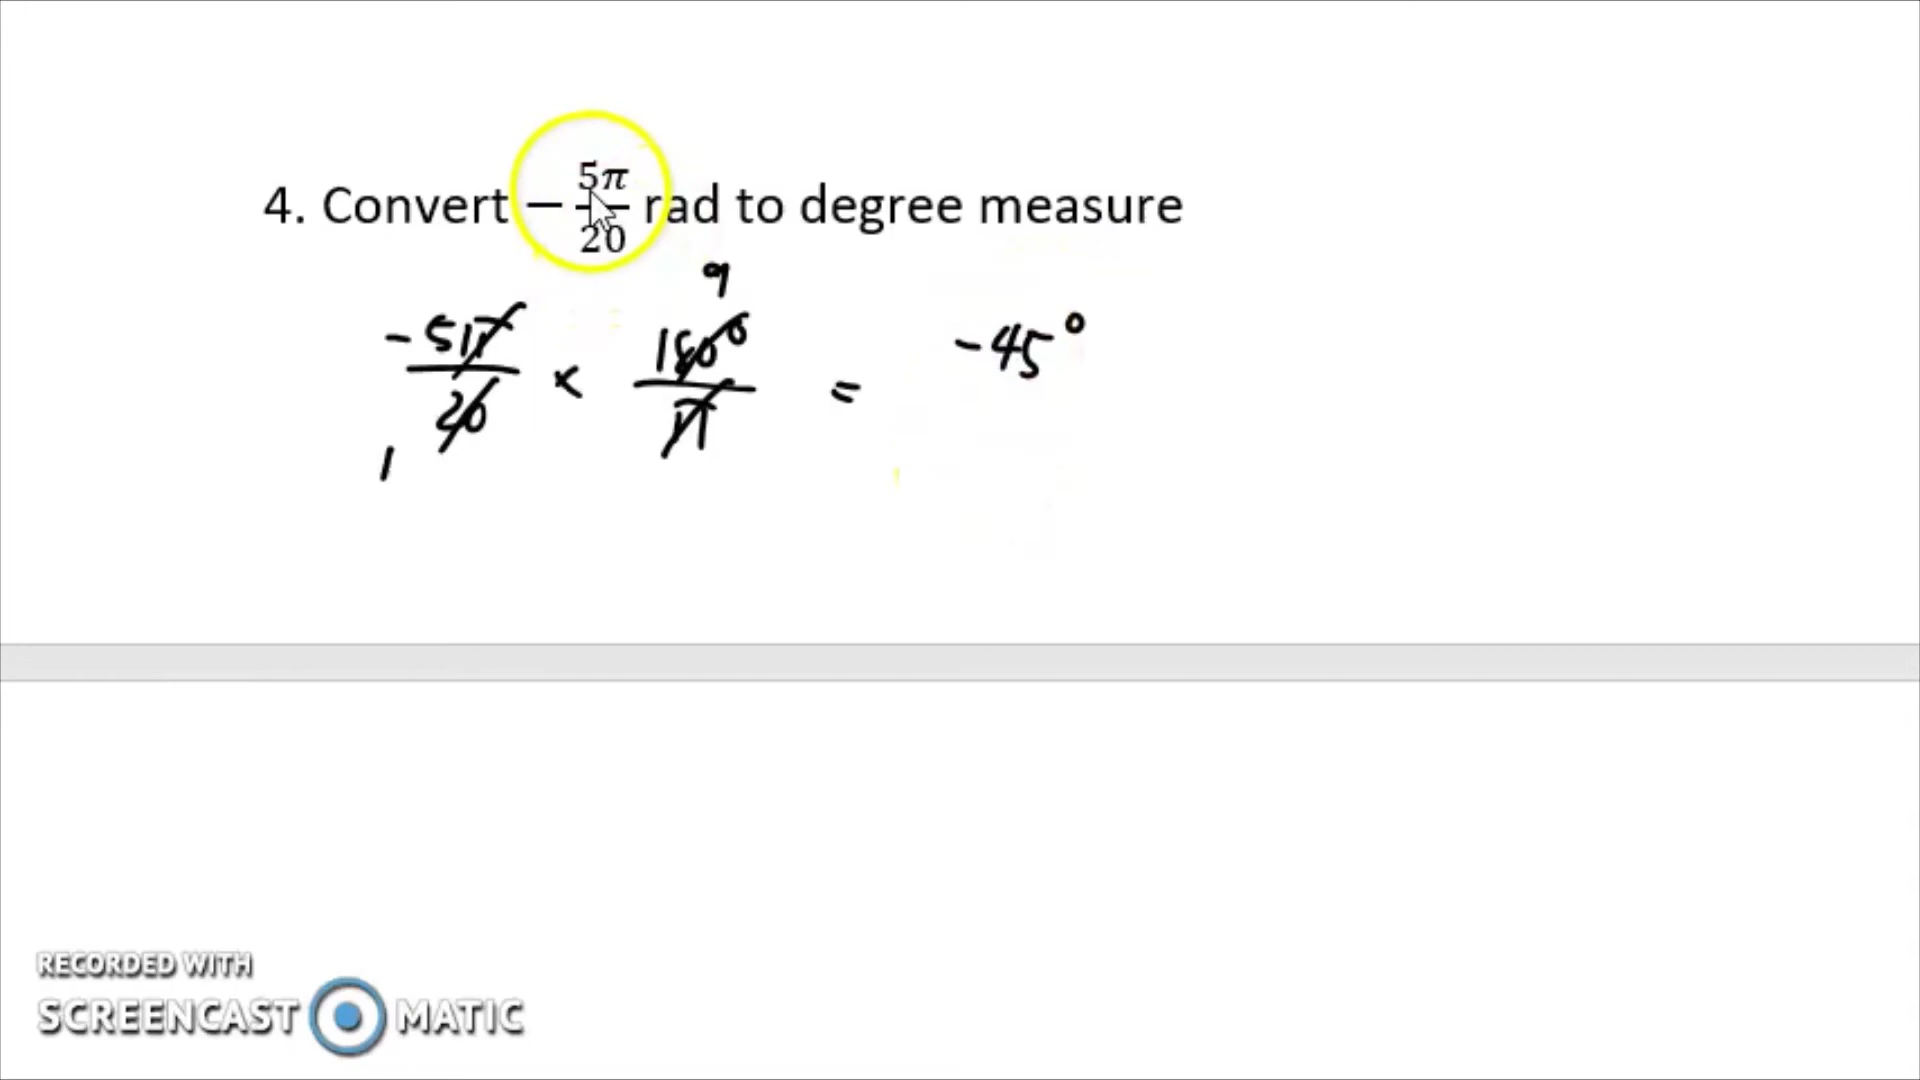 4. Convert − 5π/20 rad to degree measure
9
-5π/20 × 180°/π = -45°
1
RECORDED WITH
SCREENCAST MATIC